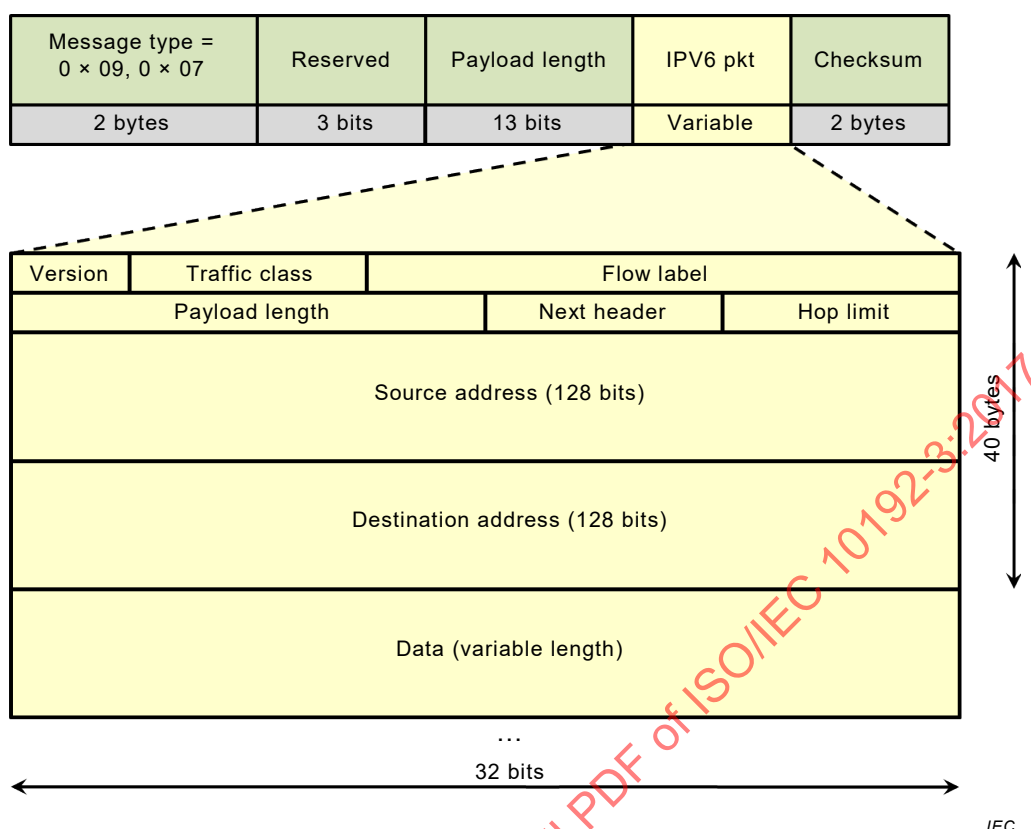 Message type =
0 × 09, 0 × 07
Reserved
Payload length
IPV6 pkt
Checksum
2 bytes
3 bits
13 bits
Variable
2 bytes
Version
Traffic class
Flow label
Payload length
Next header
Hop limit
Source address (128 bits)
40 bytes
Destination address (128 bits)
Data (variable length)
...
32 bits
PDF of ISO/IEC 10192-3:2017
IEC